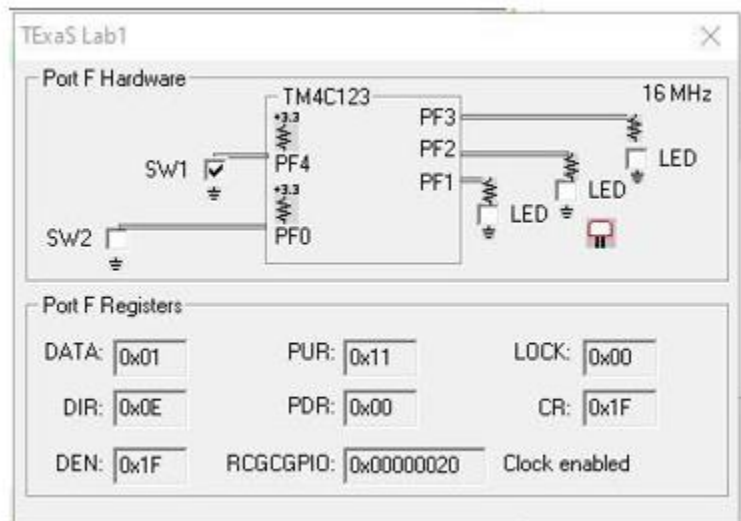 TExaS Lab1
Port F Hardware
TM4C123
16 MHz
+3.3
PF3
SW1
PF4
PF2
LED
+3.3
PF1
LED
LED
SW2
PF0
Port F Registers
DATA: 0x01 PUR: 0x11 LOCK: 0x00
DIR: 0x0E PDR: 0x00 CR: 0x1F
DEN: 0x1F RCGCGPIO: 0x00000020 Clock enabled